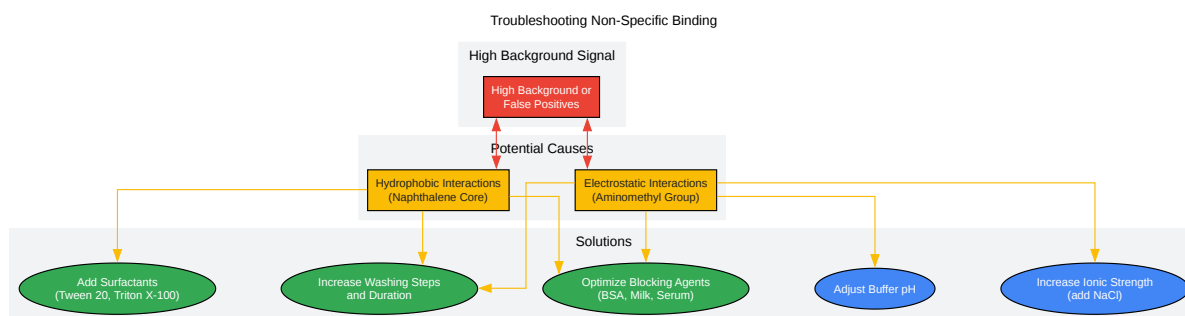 Troubleshooting Non-Specific Binding
High Background Signal
High Background or
False Positives
Potential Causes
Hydrophobic Interactions
(Naphthalene Core)
Electrostatic Interactions
(Aminomethyl Group)
Solutions
Add Surfactants
(Tween 20, Triton X-100)
Increase Washing Steps
and Duration
Optimize Blocking Agents
(BSA, Milk, Serum)
Adjust Buffer pH
Increase Ionic Strength
(add NaCl)